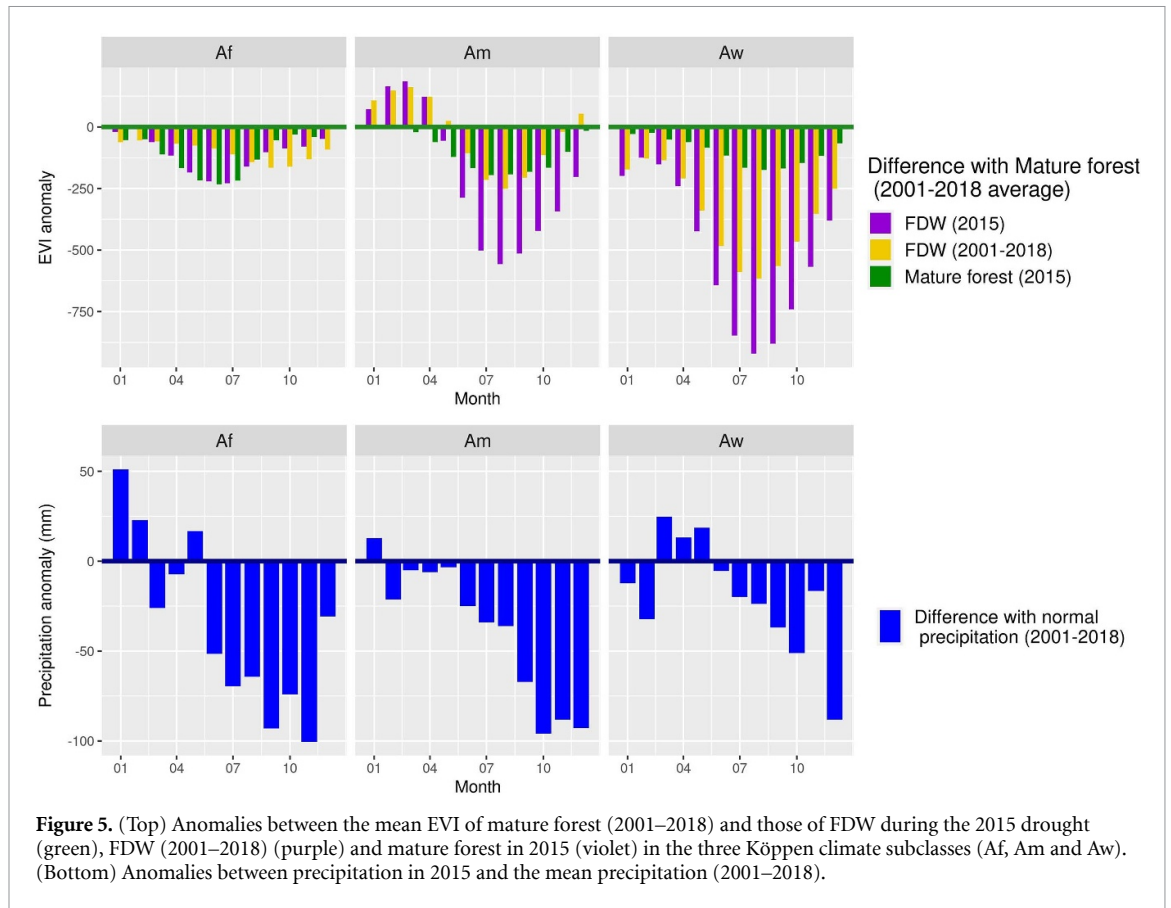 Af Am Aw
0
-250
-500
-750
EVI anomaly
01 04 07 10 01 04 07 10 01 04 07 10
Month
Difference with Mature forest
(2001-2018 average)
FDW (2015)
FDW (2001-2018)
Mature forest (2015)
Af Am Aw
50
0
-50
-100
Precipitation anomaly (mm)
01 04 07 10 01 04 07 10 01 04 07 10
Month
Difference with normal
precipitation (2001-2018)
Figure 5. (Top) Anomalies between the mean EVI of mature forest (2001–2018) and those of FDW during the 2015 drought
(green), FDW (2001–2018) (purple) and mature forest in 2015 (violet) in the three Köppen climate subclasses (Af, Am and Aw).
(Bottom) Anomalies between precipitation in 2015 and the mean precipitation (2001–2018).